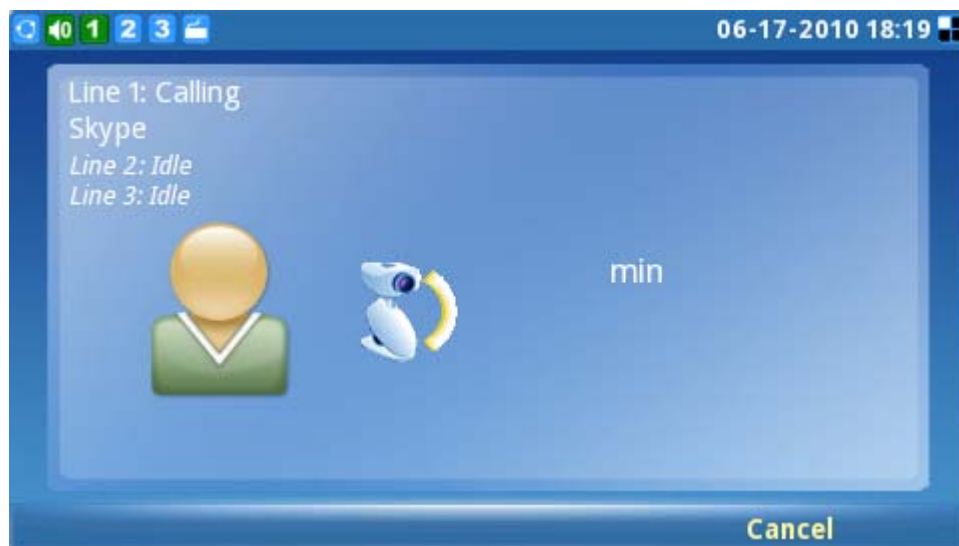 1 2 3
06-17-2010 18:19
Line 1: Calling
Skype
Line 2: Idle
Line 3: Idle
min
Cancel